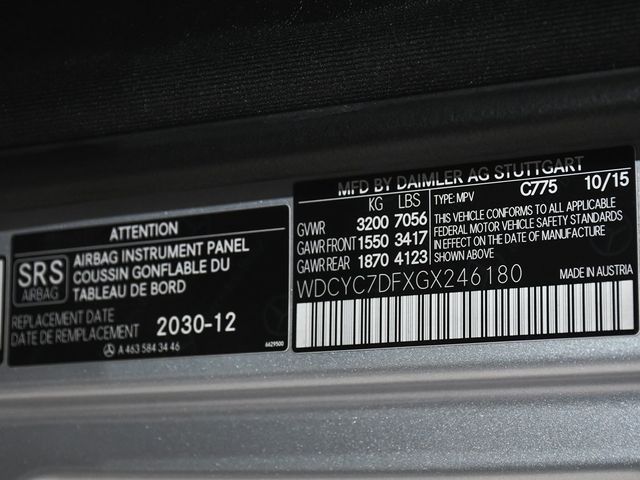 ATTENTION
SRS
AIRBAG
AIRBAG INSTRUMENT PANEL
COUSSIN GONFLABLE DU
TABLEAU DE BORD
REPLACEMENT DATE
DATE DE REMPLACEMENT
2030-12
A 463 584 34 46
6629500
MFD BY DAIMLER AG STUTTGART
KG LBS
GVWR 3200 7056
GAWR FRONT 1550 3417
GAWR REAR 1870 4123
TYPE: MPV C775 10/15
THIS VEHICLE CONFORMS TO ALL APPLICABLE
FEDERAL MOTOR VEHICLE SAFETY STANDARDS
IN EFFECT ON THE DATE OF MANUFACTURE
SHOWN ABOVE.
WDCYC7DFXGX246180
MADE IN AUSTRIA